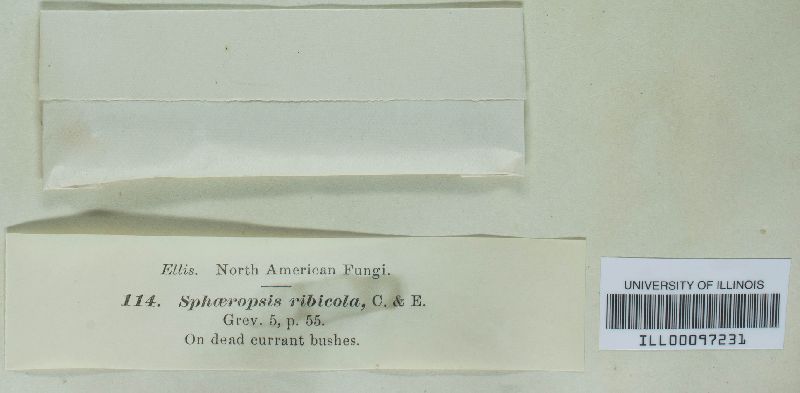 Ellis. North American Fungi.
114. Sphæropsis ribicola, C. & E.
Grev. 5, p. 55.
On dead currant bushes.
UNIVERSITY OF ILLINOIS
ILL00097231